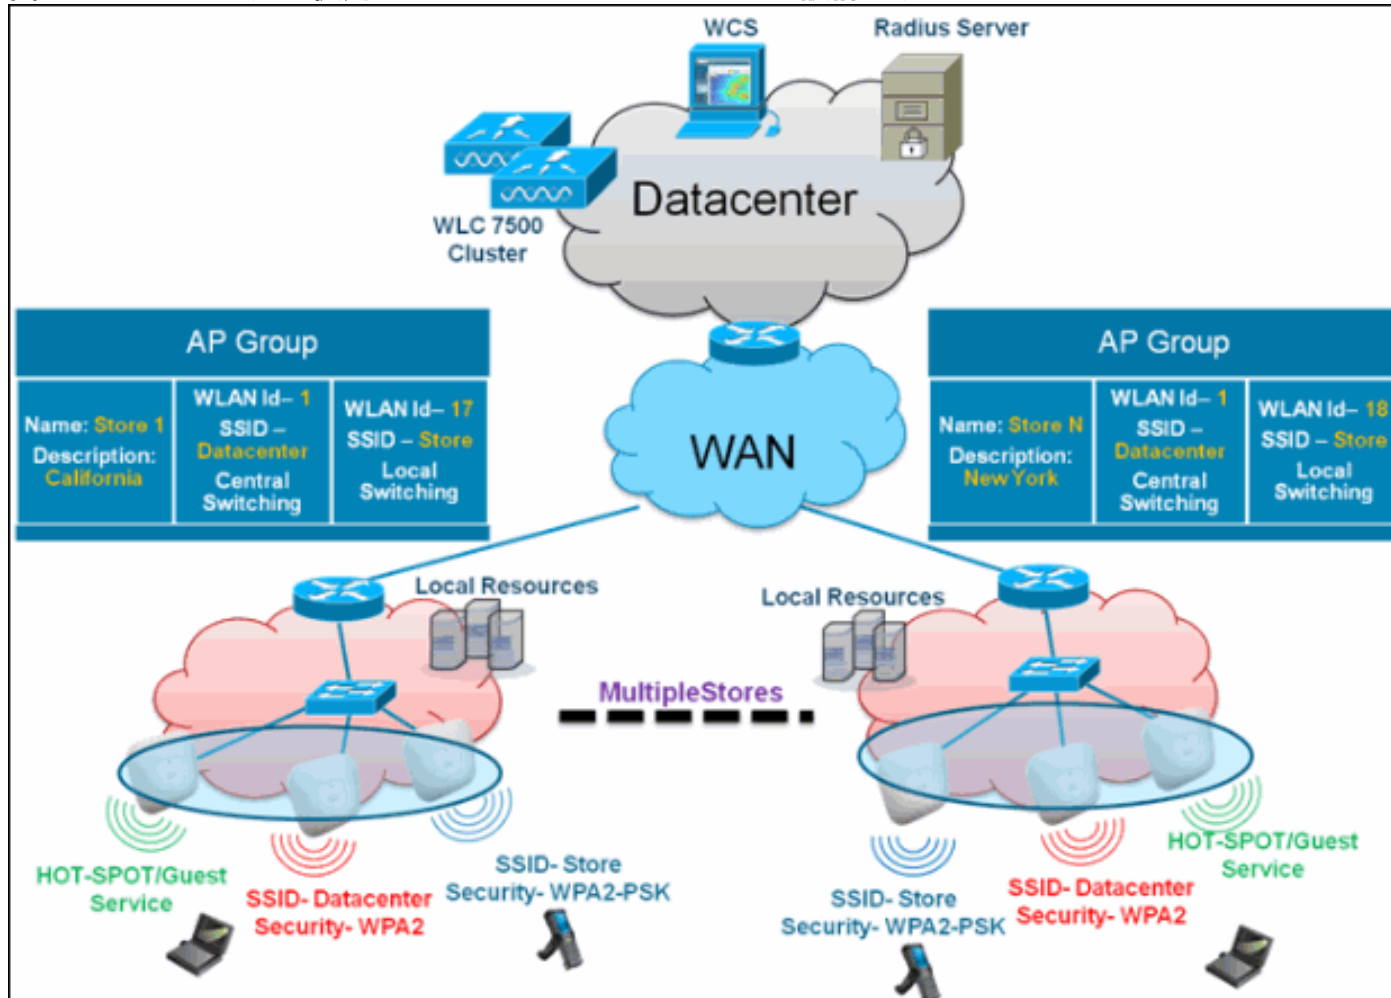 WCS
Radius Server
Datacenter
WLC 7500
Cluster
AP Group
Name: Store 1
Description:
California
WLAN Id– 1
SSID –
Datacenter
Central
Switching
WLAN Id– 17
SSID – Store
Local
Switching
WAN
AP Group
Name: Store N
Description:
NewYork
WLAN Id– 1
SSID –
Datacenter
Central
Switching
WLAN Id– 18
SSID – Store
Local
Switching
Local Resources
Local Resources
MultipleStores
HOT-SPOT/Guest
Service
SSID- Datacenter
Security- WPA2
SSID- Store
Security- WPA2-PSK
SSID- Store
Security- WPA2-PSK
SSID- Datacenter
Security- WPA2
HOT-SPOT/Guest
Service